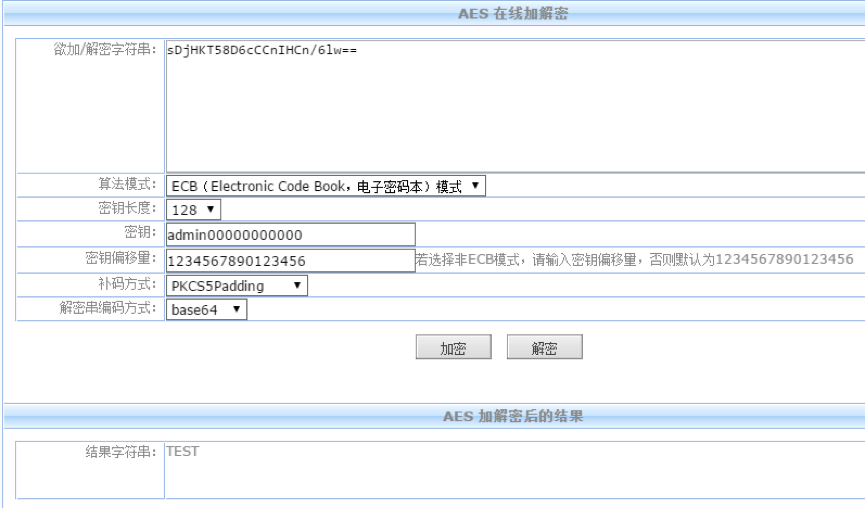 AES 在线加解密
欲加/解密字符串: sDjHKT58D6cCCnIHCn/6lw==
算法模式: ECB（Electronic Code Book，电子密码本）模式
密钥长度: 128
密钥: admin00000000000
密钥偏移量: 1234567890123456 若选择非ECB模式，请输入密钥偏移量，否则默认为1234567890123456
补码方式: PKCS5Padding
解密串编码方式: base64
加密 解密
AES 加解密后的结果
结果字符串: TEST